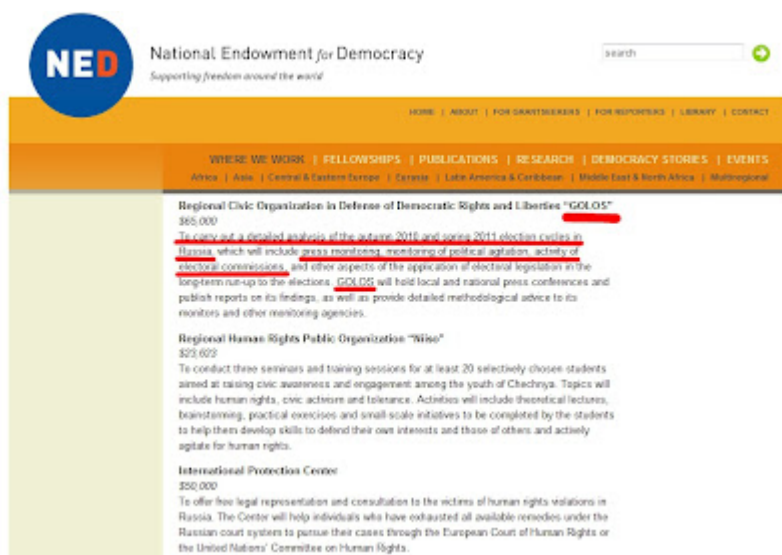 NED
National Endowment for Democracy
Supporting freedom around the world
search
HOME | ABOUT | FOR GRANTSEEKERS | FOR REPORTERS | LIBRARY | CONTACT
WHERE WE WORK | FELLOWSHIPS | PUBLICATIONS | RESEARCH | DEMOCRACY STORIES | EVENTS
Africa | Asia | Central & Eastern Europe | Eurasia | Latin America & Caribbean | Middle East & North Africa | Multiregional
Regional Civic Organization in Defense of Democratic Rights and Liberties "GOLOS"
$65,000
To carry out a detailed analysis of the autumn 2010 and spring 2011 election cycles in
Russia, which will include press monitoring, monitoring of political agitation, activity of
electoral commissions, and other aspects of the application of electoral legislation in the
long-term run-up to the elections. GOLOS will hold local and national press conferences and
publish reports on its findings, as well as provide detailed methodological advice to its
monitors and other monitoring agencies.
Regional Human Rights Public Organization "Niiso"
$23,623
To conduct three seminars and training sessions for at least 20 selectively chosen students
aimed at raising civic awareness and engagement among the youth of Chechnya. Topics will
include human rights, civic activism and tolerance. Activities will include theoretical lectures,
brainstorming, practical exercises and small-scale initiatives to be completed by the students
to help them develop skills to defend their own interests and those of others and actively
agitate for human rights.
International Protection Center
$50,000
To offer free legal representation and consultation to the victims of human rights violations in
Russia. The Center will help individuals who have exhausted all available remedies under the
Russian court system to pursue their cases through the European Court of Human Rights or
the United Nations' Committee on Human Rights.